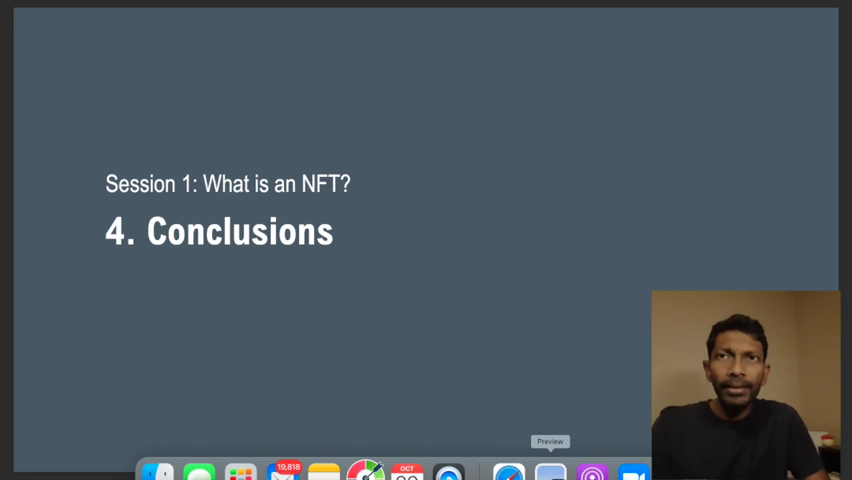 Session 1: What is an NFT?
4. Conclusions
Preview
19,818
OCT